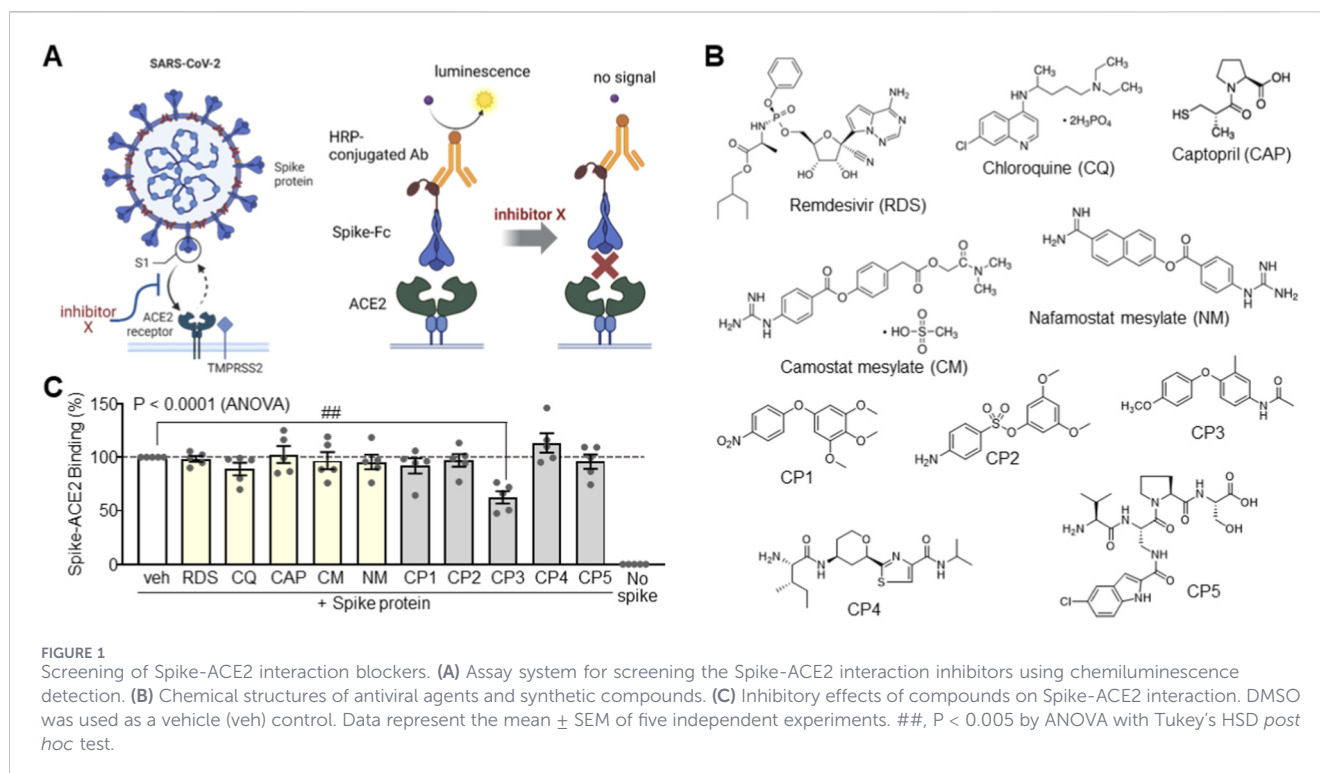 A
SARS-CoV-2
Spike
protein
S1
inhibitor
X
ACE2
receptor
TMPRSS2
luminescence
HRP-
conjugated Ab
Spike-Fc
ACE2
inhibitor X
no signal
B
Remdesivir (RDS)
• 2H₃PO₄
Chloroquine (CQ)
Captopril (CAP)
Camostat mesylate (CM)
Nafamostat mesylate (NM)
CP1
CP2
CP3
CP4
CP5
C
P < 0.0001 (ANOVA)
##
Spike-ACE2 Binding (%)
150
100
50
0
veh RDS CQ CAP CM NM CP1 CP2 CP3 CP4 CP5 No
spike
+ Spike protein
FIGURE 1
Screening of Spike-ACE2 interaction blockers. (A) Assay system for screening the Spike-ACE2 interaction inhibitors using chemiluminescence
detection. (B) Chemical structures of antiviral agents and synthetic compounds. (C) Inhibitory effects of compounds on Spike-ACE2 interaction. DMSO
was used as a vehicle (veh) control. Data represent the mean ± SEM of five independent experiments. ##, P < 0.005 by ANOVA with Tukey's HSD post
hoc test.